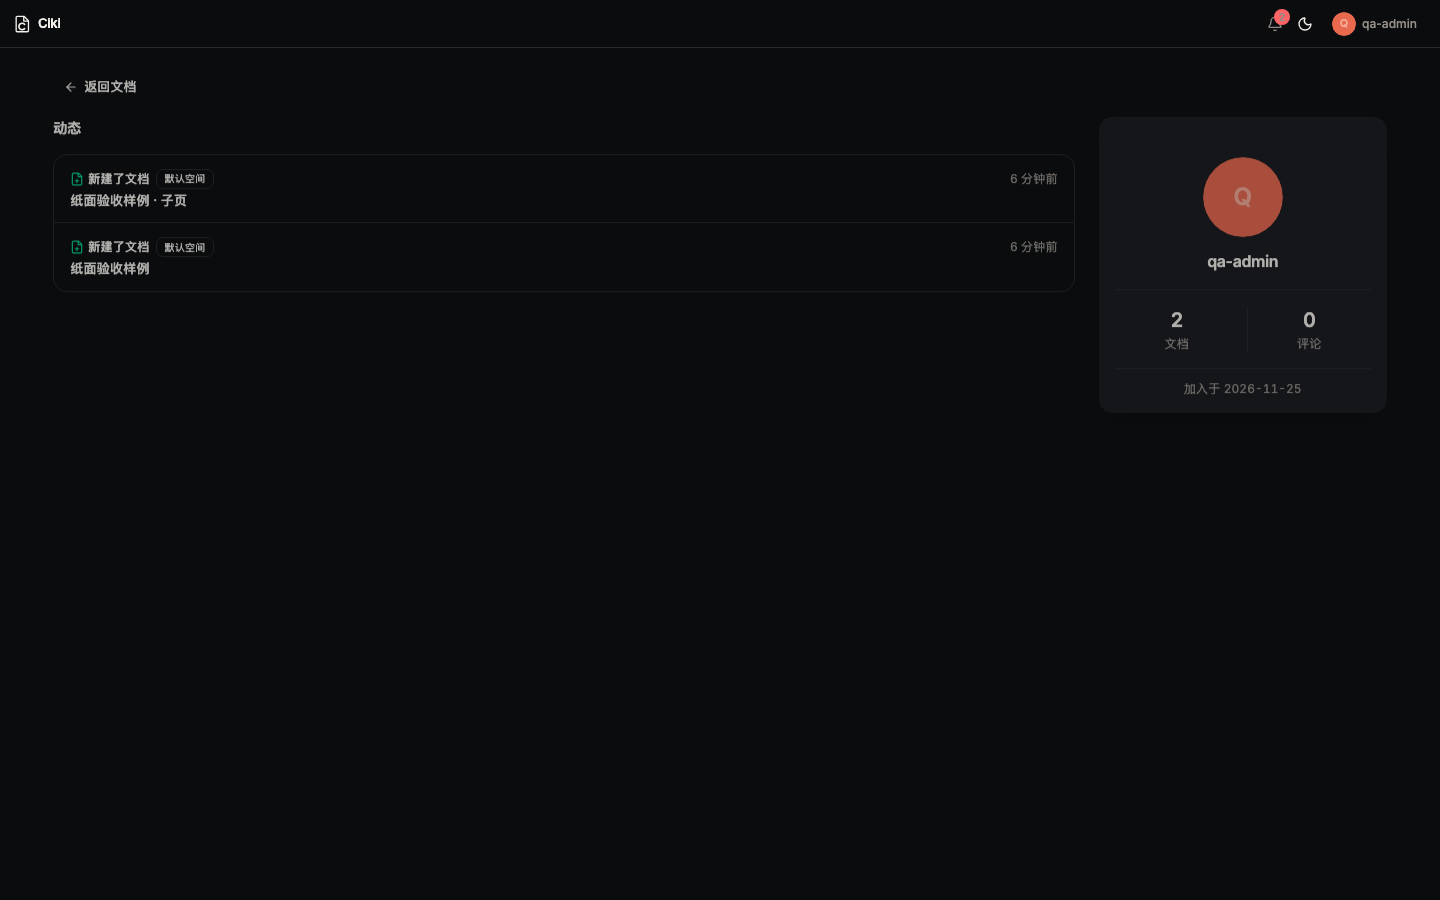 Ciki
Q qa-admin
返回文档
动态
新建了文档 默认空间 6 分钟前
纸面验收样例 · 子页
新建了文档 默认空间 6 分钟前
纸面验收样例
Q
qa-admin
2 0
文档 评论
加入于 2026-11-25